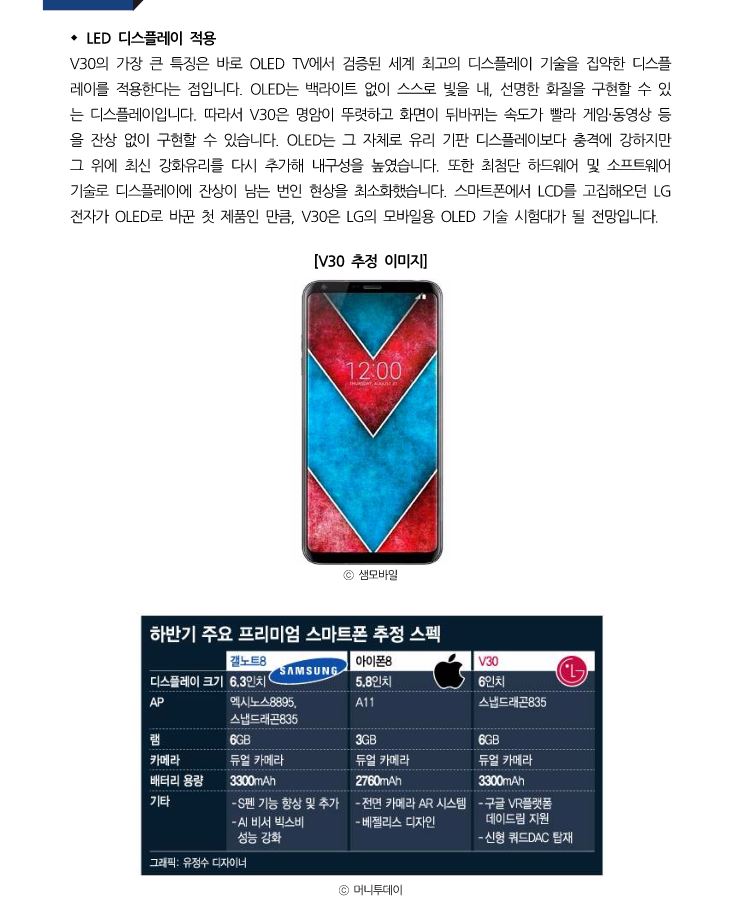 ◆ LED 디스플레이 적용
V30의 가장 큰 특징은 바로 OLED TV에서 검증된 세계 최고의 디스플레이 기술을 집약한 디스플
레이를 적용한다는 점입니다. OLED는 백라이트 없이 스스로 빛을 내, 선명한 화질을 구현할 수 있
는 디스플레이입니다. 따라서 V30은 명암이 뚜렷하고 화면이 뒤바뀌는 속도가 빨라 게임·동영상 등
을 잔상 없이 구현할 수 있습니다. OLED는 그 자체로 유리 기판 디스플레이보다 충격에 강하지만
그 위에 최신 강화유리를 다시 추가해 내구성을 높였습니다. 또한 최첨단 하드웨어 및 소프트웨어
기술로 디스플레이에 잔상이 남는 번인 현상을 최소화했습니다. 스마트폰에서 LCD를 고집해오던 LG
전자가 OLED로 바꾼 첫 제품인 만큼, V30은 LG의 모바일용 OLED 기술 시험대가 될 전망입니다.
[V30 추정 이미지]
12:00
THURSDAY, AUGUST 31
ⓒ 샘모바일
하반기 주요 프리미엄 스마트폰 추정 스펙
갤노트8 SAMSUNG 아이폰8 V30 LG
디스플레이 크기 6.3인치 5.8인치 6인치
AP 엑시노스8895, A11 스냅드래곤835
스냅드래곤835
램 6GB 3GB 6GB
카메라 듀얼 카메라 듀얼 카메라 듀얼 카메라
배터리 용량 3300mAh 2760mAh 3300mAh
기타 -S펜 기능 향상 및 추가 -전면 카메라 AR 시스템 -구글 VR플랫폼
-AI 비서 빅스비 -베젤리스 디자인 데이드림 지원
성능 강화 -신형 쿼드DAC 탑재
그래픽: 유정수 디자이너
ⓒ 머니투데이